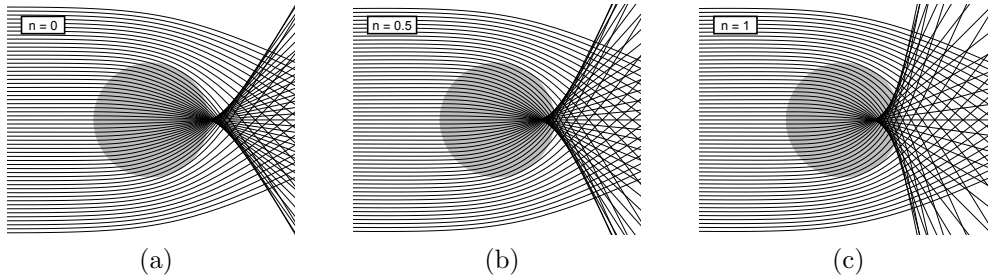 n = 0
n = 0.5
n = 1
(a)
(b)
(c)